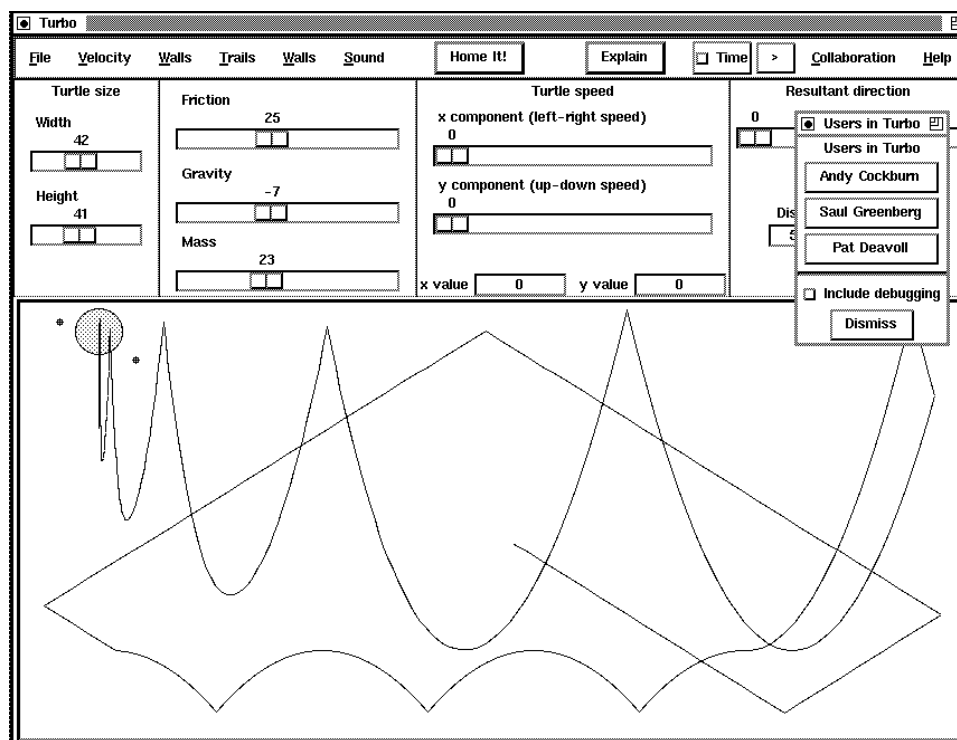 Turbo
File Velocity Walls Trails Walls Sound Home It! Explain Time > Collaboration Help
Turtle size
Width
42
Height
41
Friction
25
Gravity
-7
Mass
23
Turtle speed
x component (left-right speed)
0
y component (up-down speed)
0
x value 0 y value 0
Resultant direction
0
Users in Turbo
Users in Turbo
Andy Cockburn
Saul Greenberg
Pat Deavoll
Include debugging
Dismiss